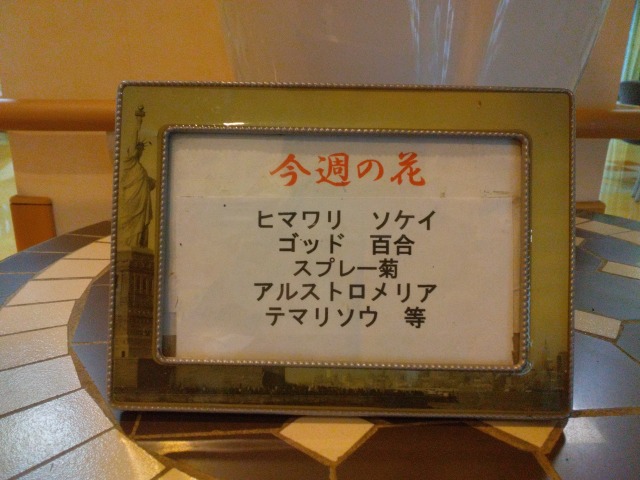 今週の花
ヒマワリ　ソケイ
ゴッド　百合
スプレー菊
アルストロメリア
テマリソウ　等